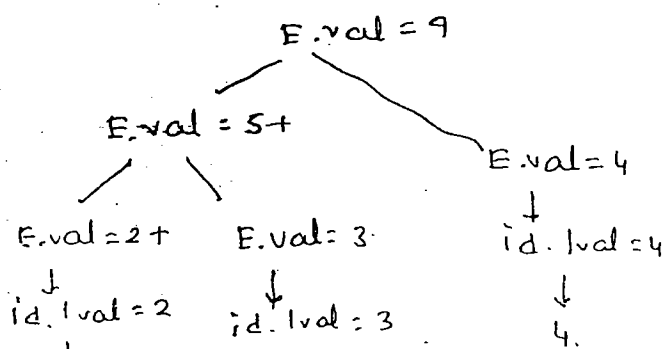 E.val = 9
E.val = 5+
E.val = 4
E.val = 2+ E.val = 3
id.lval = 4
id.lval = 2 id.lval = 3
4.